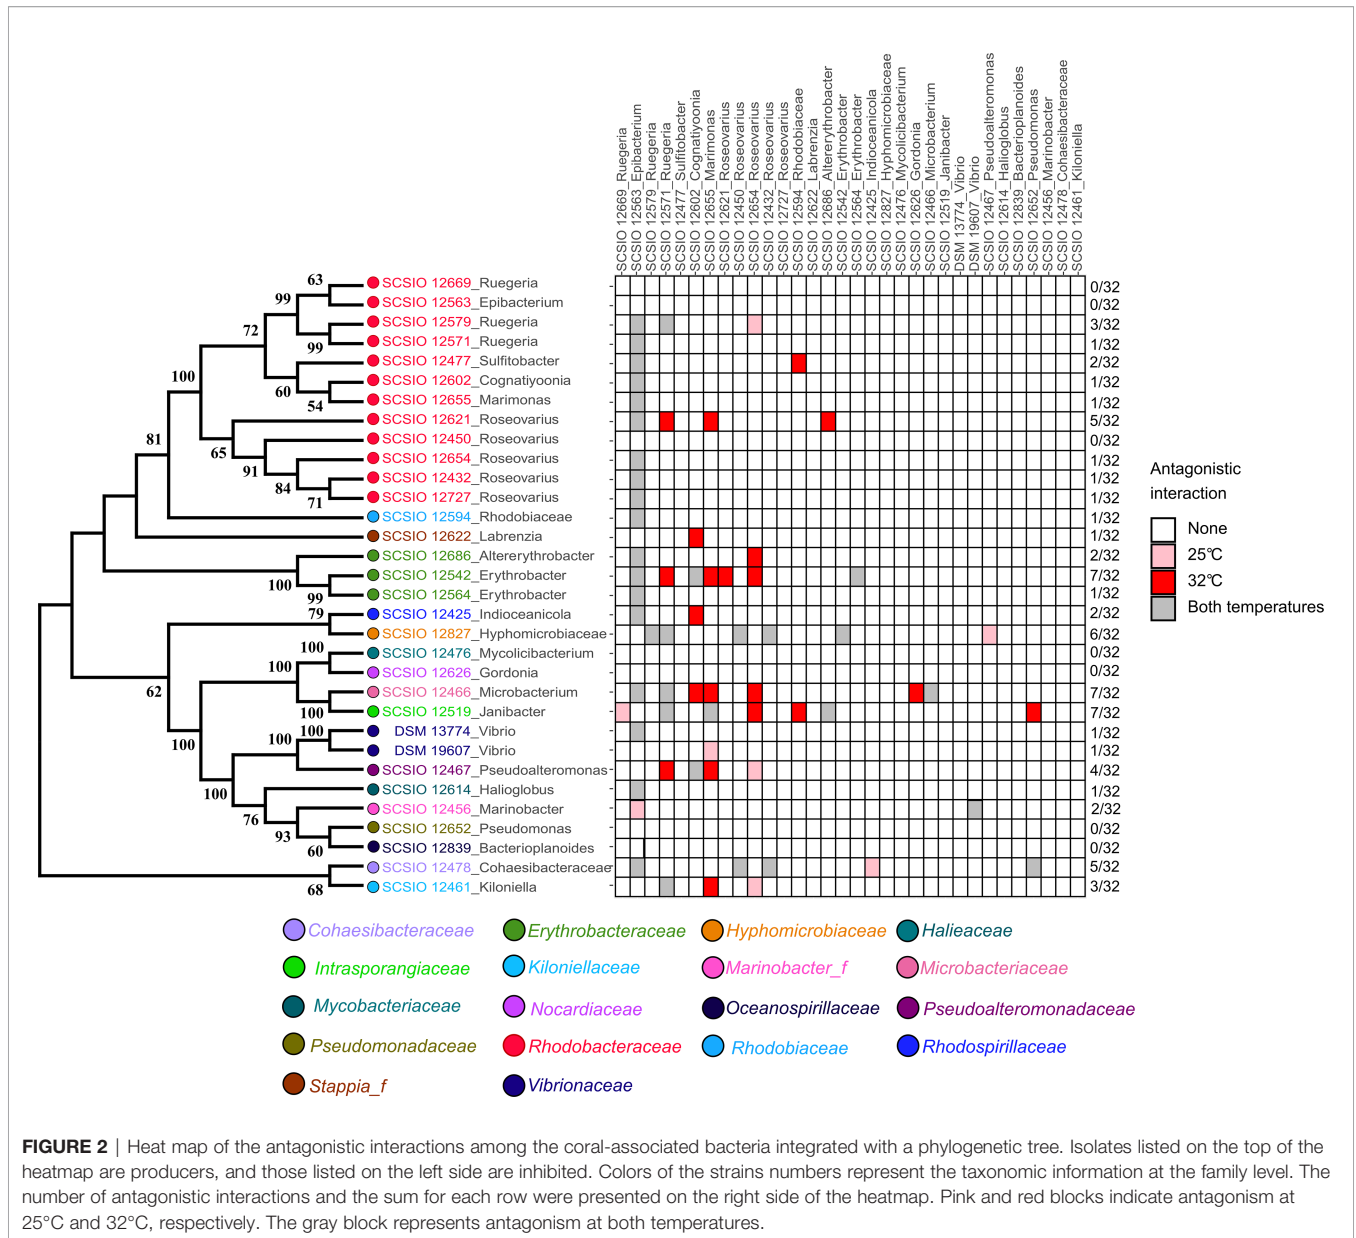 SCSIO 12669_Ruegeria
SCSIO 12563_Epibacterium
SCSIO 12579_Ruegeria
SCSIO 12571_Ruegeria
SCSIO 12477_Sulfitobacter
SCSIO 12602_Cognatiyoonia
SCSIO 12655_Marimonas
SCSIO 12621_Roseovarius
SCSIO 12450_Roseovarius
SCSIO 12654_Roseovarius
SCSIO 12432_Roseovarius
SCSIO 12727_Roseovarius
SCSIO 12594_Rhodobiaceae
SCSIO 12622_Labrenzia
SCSIO 12686_Altererythrobacter
SCSIO 12542_Erythrobacter
SCSIO 12564_Erythrobacter
SCSIO 12425_Indioceanicola
SCSIO 12827_Hyphomicrobiaceae
SCSIO 12476_Mycolicibacterium
SCSIO 12626_Gordonia
SCSIO 12466_Microbacterium
SCSIO 12519_Janibacter
DSM 13774_Vibrio
DSM 19607_Vibrio
SCSIO 12467_Pseudoalteromonas
SCSIO 12614_Halioglobus
SCSIO 12839_Bacterioplanoides
SCSIO 12652_Pseudomonas
SCSIO 12456_Marinobacter
SCSIO 12478_Cohaesibacteraceae
SCSIO 12461_Kiloniella
63 SCSIO 12669_Ruegeria 0/32
99 SCSIO 12563_Epibacterium 0/32
72 SCSIO 12579_Ruegeria 3/32
99 SCSIO 12571_Ruegeria 1/32
SCSIO 12477_Sulfitobacter 2/32
100 60 SCSIO 12602_Cognatiyoonia 1/32
54 SCSIO 12655_Marimonas 1/32
SCSIO 12621_Roseovarius 5/32
81 65 SCSIO 12450_Roseovarius 0/32
91 SCSIO 12654_Roseovarius 1/32
84 SCSIO 12432_Roseovarius 1/32
71 SCSIO 12727_Roseovarius 1/32
SCSIO 12594_Rhodobiaceae 1/32
SCSIO 12622_Labrenzia 1/32
SCSIO 12686_Altererythrobacter 2/32
100 SCSIO 12542_Erythrobacter 7/32
99 SCSIO 12564_Erythrobacter 1/32
79 SCSIO 12425_Indioceanicola 2/32
SCSIO 12827_Hyphomicrobiaceae 6/32
100 SCSIO 12476_Mycolicibacterium 0/32
100 SCSIO 12626_Gordonia 0/32
62 SCSIO 12466_Microbacterium 7/32
100 SCSIO 12519_Janibacter 7/32
100 DSM 13774_Vibrio 1/32
100 100 DSM 19607_Vibrio 1/32
SCSIO 12467_Pseudoalteromonas 4/32
100 SCSIO 12614_Halioglobus 1/32
76 SCSIO 12456_Marinobacter 2/32
93 SCSIO 12652_Pseudomonas 0/32
60 SCSIO 12839_Bacterioplanoides 0/32
SCSIO 12478_Cohaesibacteraceae 5/32
68 SCSIO 12461_Kiloniella 3/32
Antagonistic
interaction
None
25°C
32°C
Both temperatures
Cohaesibacteraceae Erythrobacteraceae Hyphomicrobiaceae Halieaceae
Intrasporangiaceae Kiloniellaceae Marinobacter_f Microbacteriaceae
Mycobacteriaceae Nocardiaceae Oceanospirillaceae Pseudoalteromonadaceae
Pseudomonadaceae Rhodobacteraceae Rhodobiaceae Rhodospirillaceae
Stappia_f Vibrionaceae
FIGURE 2 | Heat map of the antagonistic interactions among the coral-associated bacteria integrated with a phylogenetic tree. Isolates listed on the top of the
heatmap are producers, and those listed on the left side are inhibited. Colors of the strains numbers represent the taxonomic information at the family level. The
number of antagonistic interactions and the sum for each row were presented on the right side of the heatmap. Pink and red blocks indicate antagonism at
25°C and 32°C, respectively. The gray block represents antagonism at both temperatures.